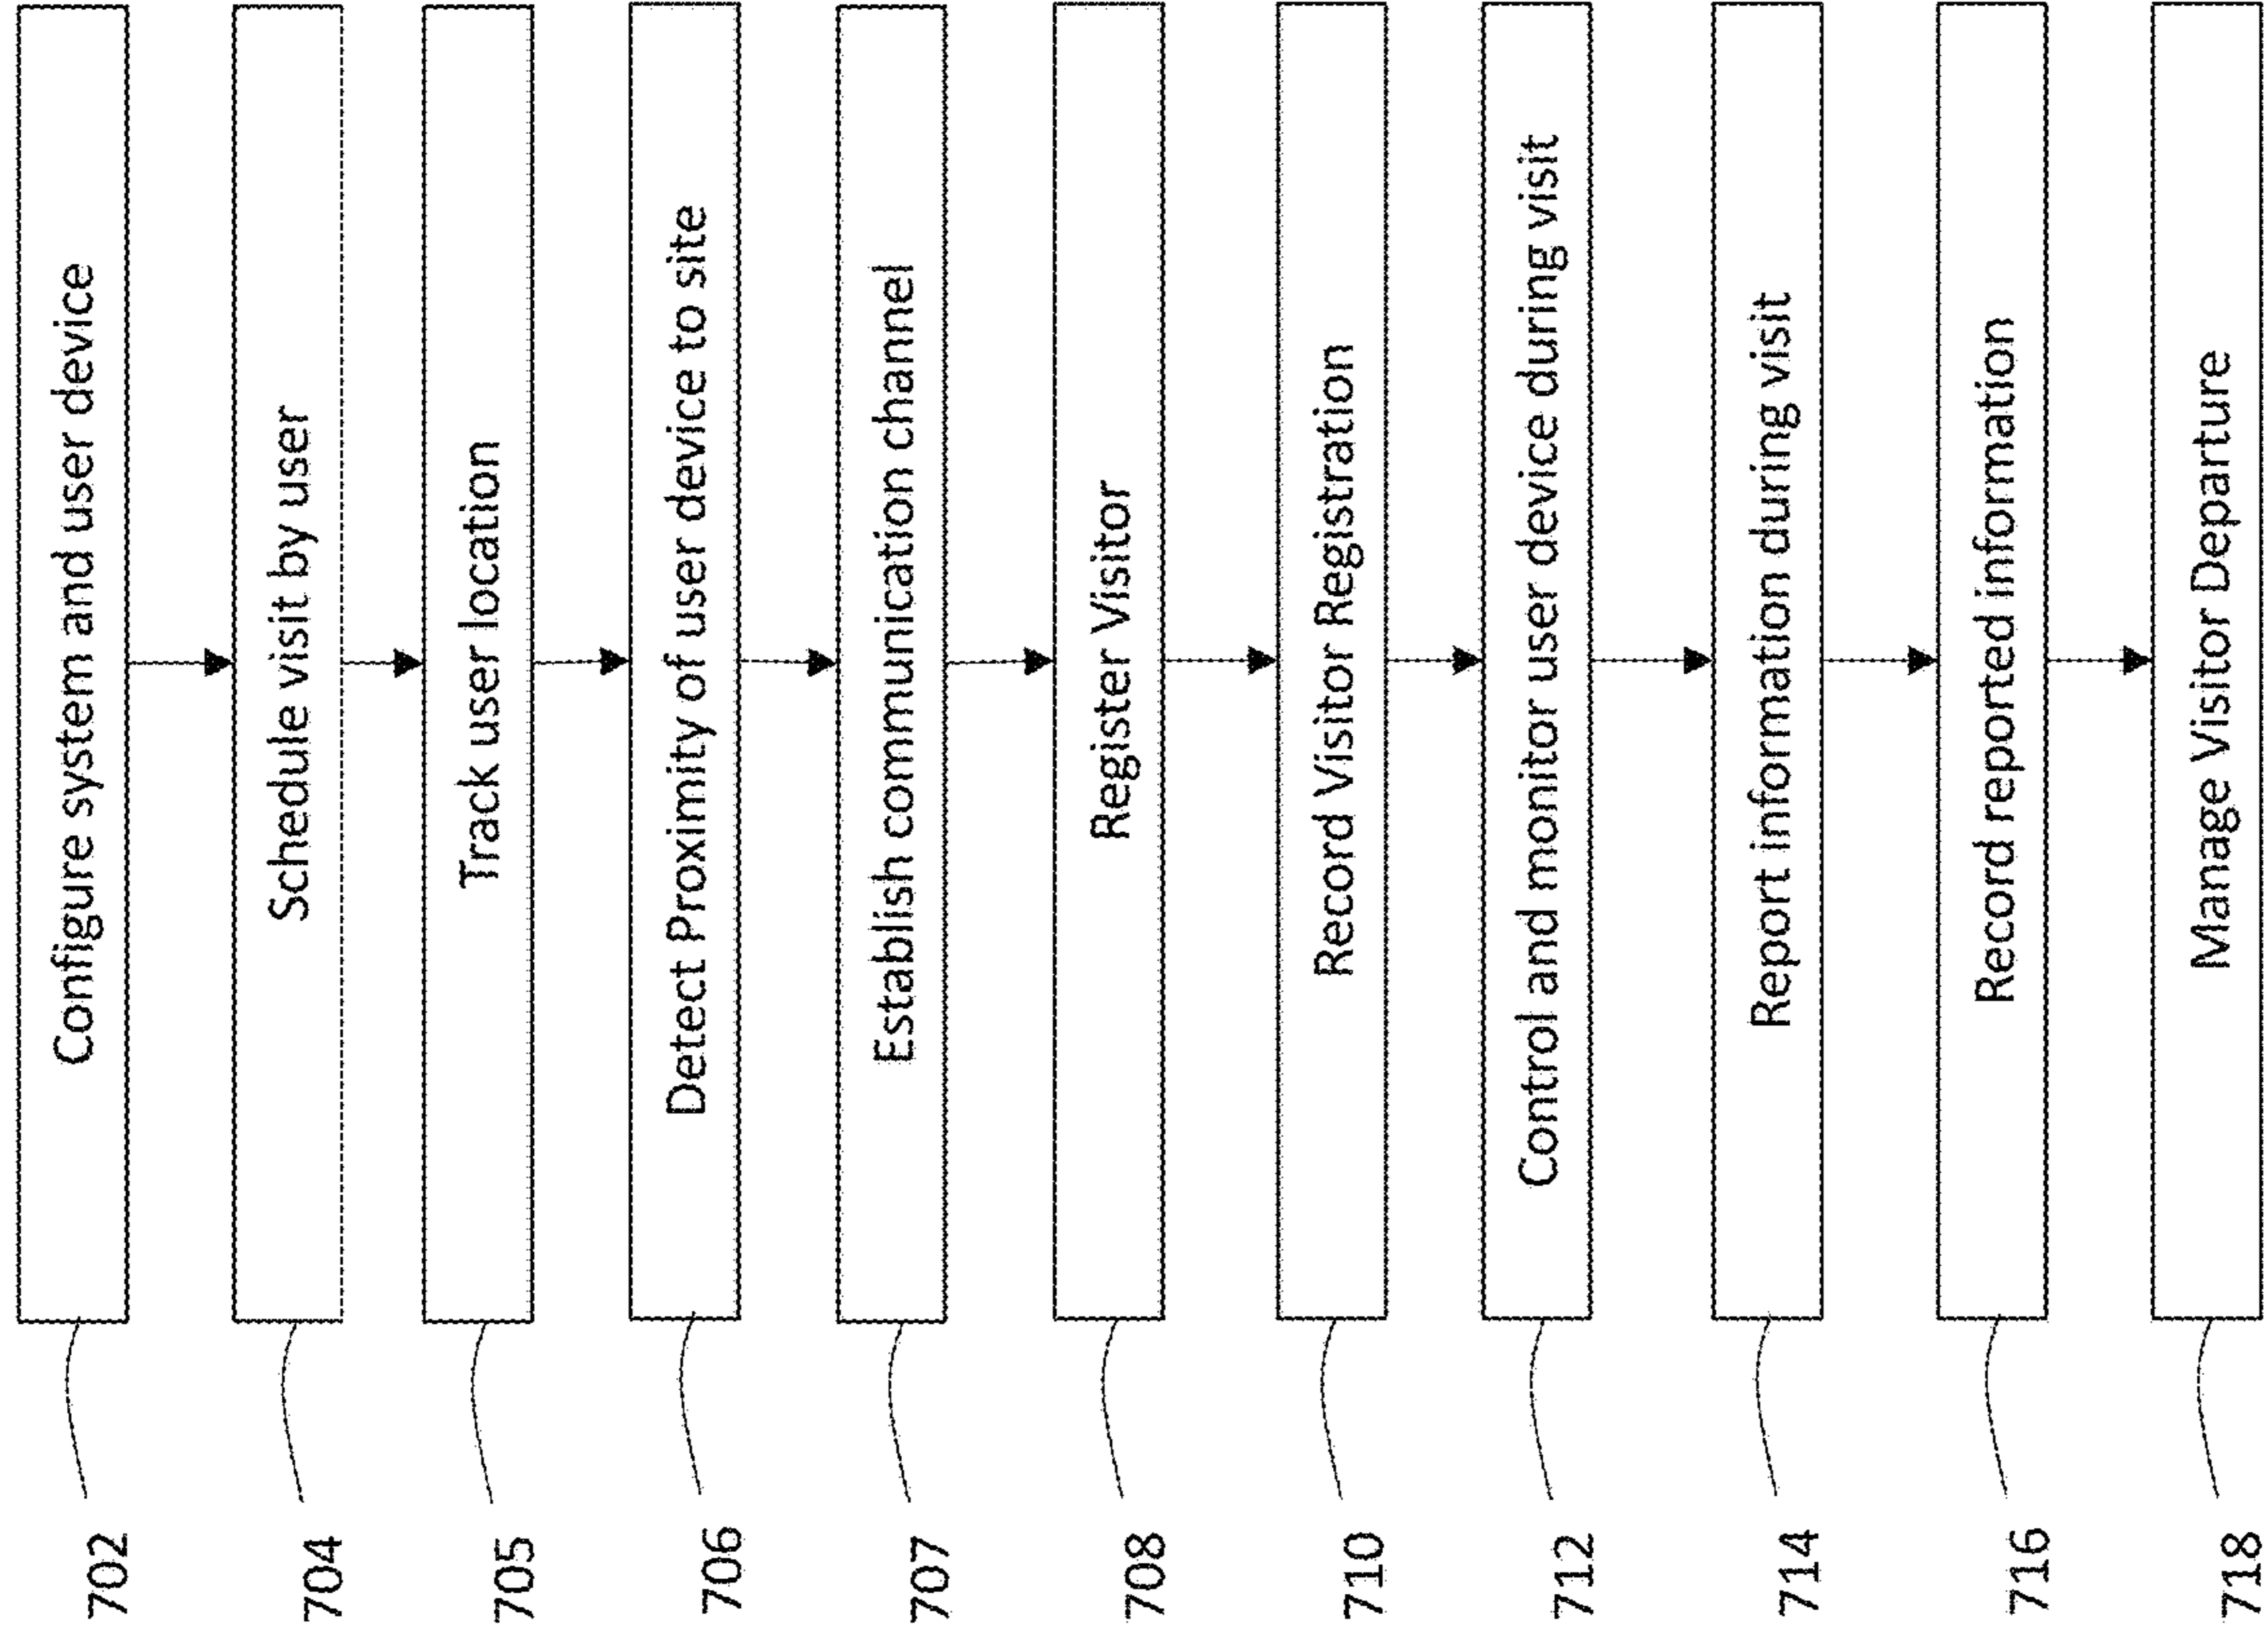 702
Configure system and user device
704
Schedule visit by user
705
Track user location
706
Detect Proximity of user device to site
707
Establish communication channel
708
Register Visitor
710
Record Visitor Registration
712
Control and monitor user device during visit
714
Report information during visit
716
Record reported information
718
Manage Visitor Departure